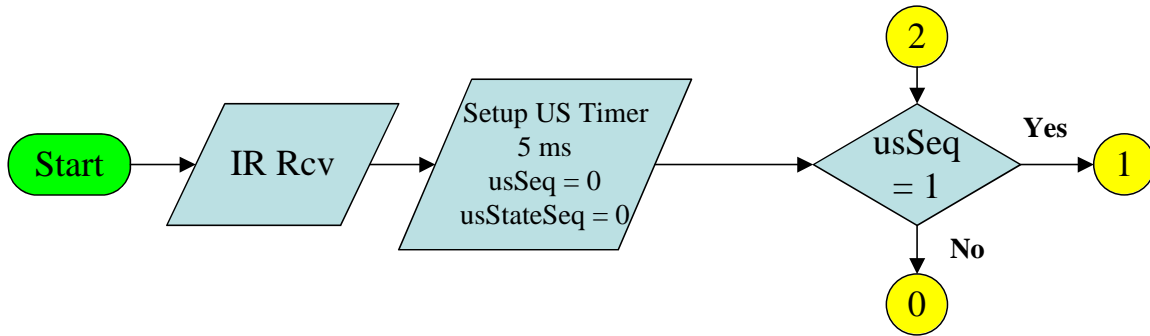 Start
IR Rcv
Setup US Timer
5 ms
usSeq = 0
usStateSeq = 0
2
usSeq
= 1
Yes
1
No
0